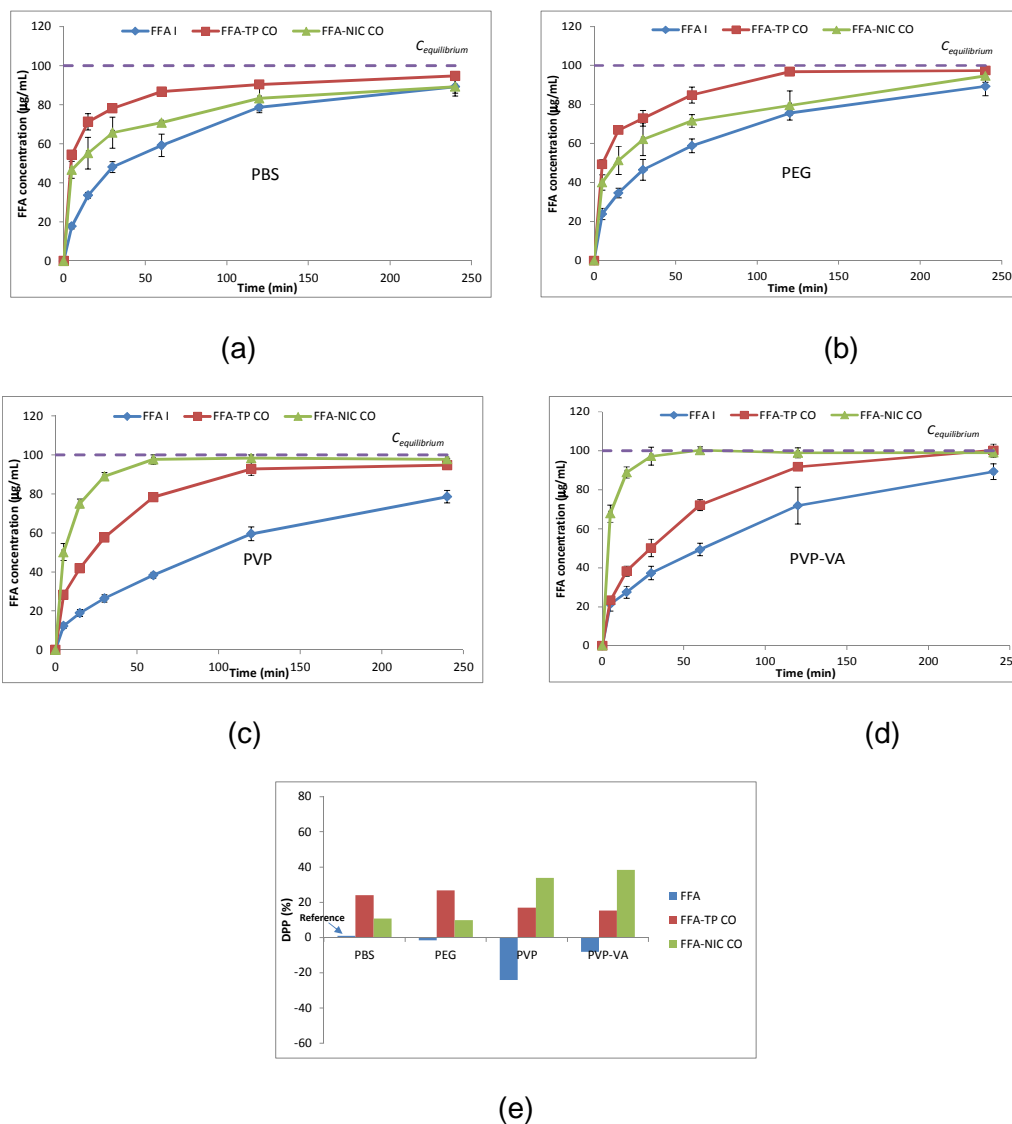 FFA I FFA-TP CO FFA-NIC CO
120
C equilibrium
100
80
60
40
20
0
FFA concentration (µg/mL)
PBS
0 50 100 150 200 250
Time (min)
(a)
FFA I FFA-TP CO FFA-NIC CO
120
C equilibrium
100
80
60
40
20
0
FFA concentration (µg/mL)
PEG
0 50 100 150 200 250
Time (min)
(b)
FFA I FFA-TP CO FFA-NIC CO
120
C equilibrium
100
80
60
40
20
0
FFA concentration (µg/mL)
PVP
0 50 100 150 200 250
Time (min)
(c)
FFA I FFA-TP CO FFA-NIC CO
120
C equilibrium
100
80
60
40
20
0
FFA concentration (µg/mL)
PVP-VA
0 50 100 150 200 250
Time (min)
(d)
80
60
40
20
0
-20
-40
-60
DPP (%)
Reference
PBS PEG PVP PVP-VA
FFA
FFA-TP CO
FFA-NIC CO
(e)